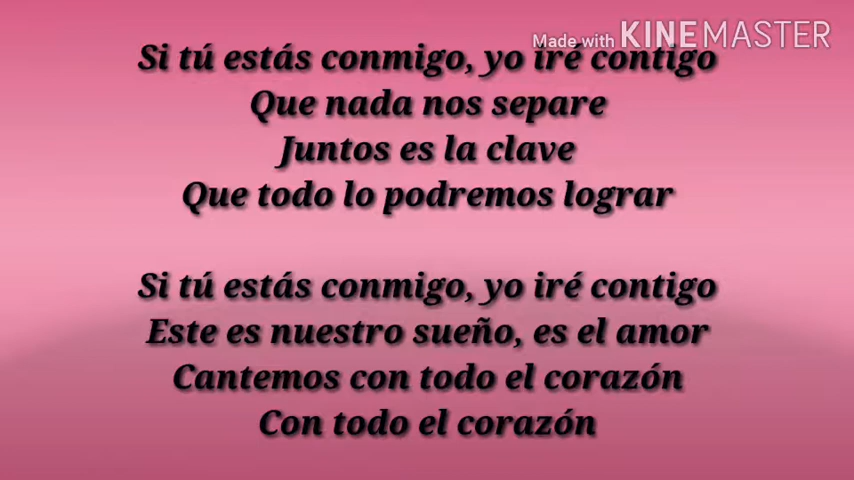 Made with KINEMASTER
Si tú estás conmigo, yo iré contigo
Que nada nos separe
Juntos es la clave
Que todo lo podremos lograr
Si tú estás conmigo, yo iré contigo
Este es nuestro sueño, es el amor
Cantemos con todo el corazón
Con todo el corazón